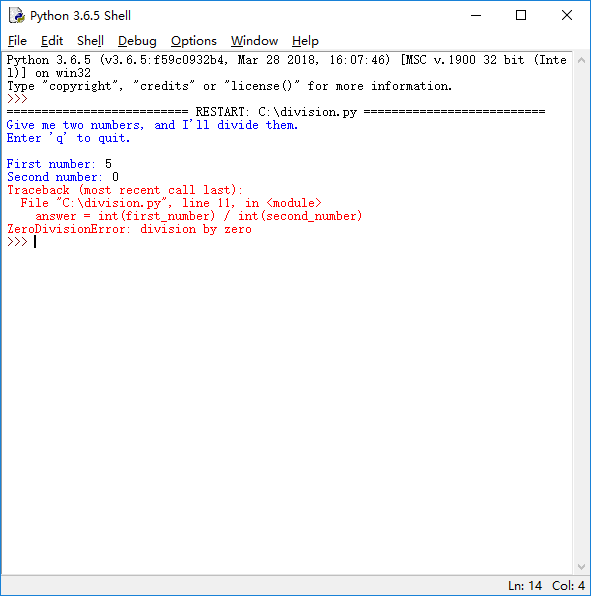 Python 3.6.5 Shell
File Edit Shell Debug Options Window Help
Python 3.6.5 (v3.6.5:f59c0932b4, Mar 28 2018, 16:07:46) [MSC v.1900 32 bit (Inte
l)] on win32
Type "copyright", "credits" or "license()" for more information.
>>>
========================== RESTART: C:\division.py ==========================
Give me two numbers, and I'll divide them.
Enter 'q' to quit.
First number: 5
Second number: 0
Traceback (most recent call last):
  File "C:\division.py", line 11, in <module>
    answer = int(first_number) / int(second_number)
ZeroDivisionError: division by zero
>>>
Ln: 14 Col: 4